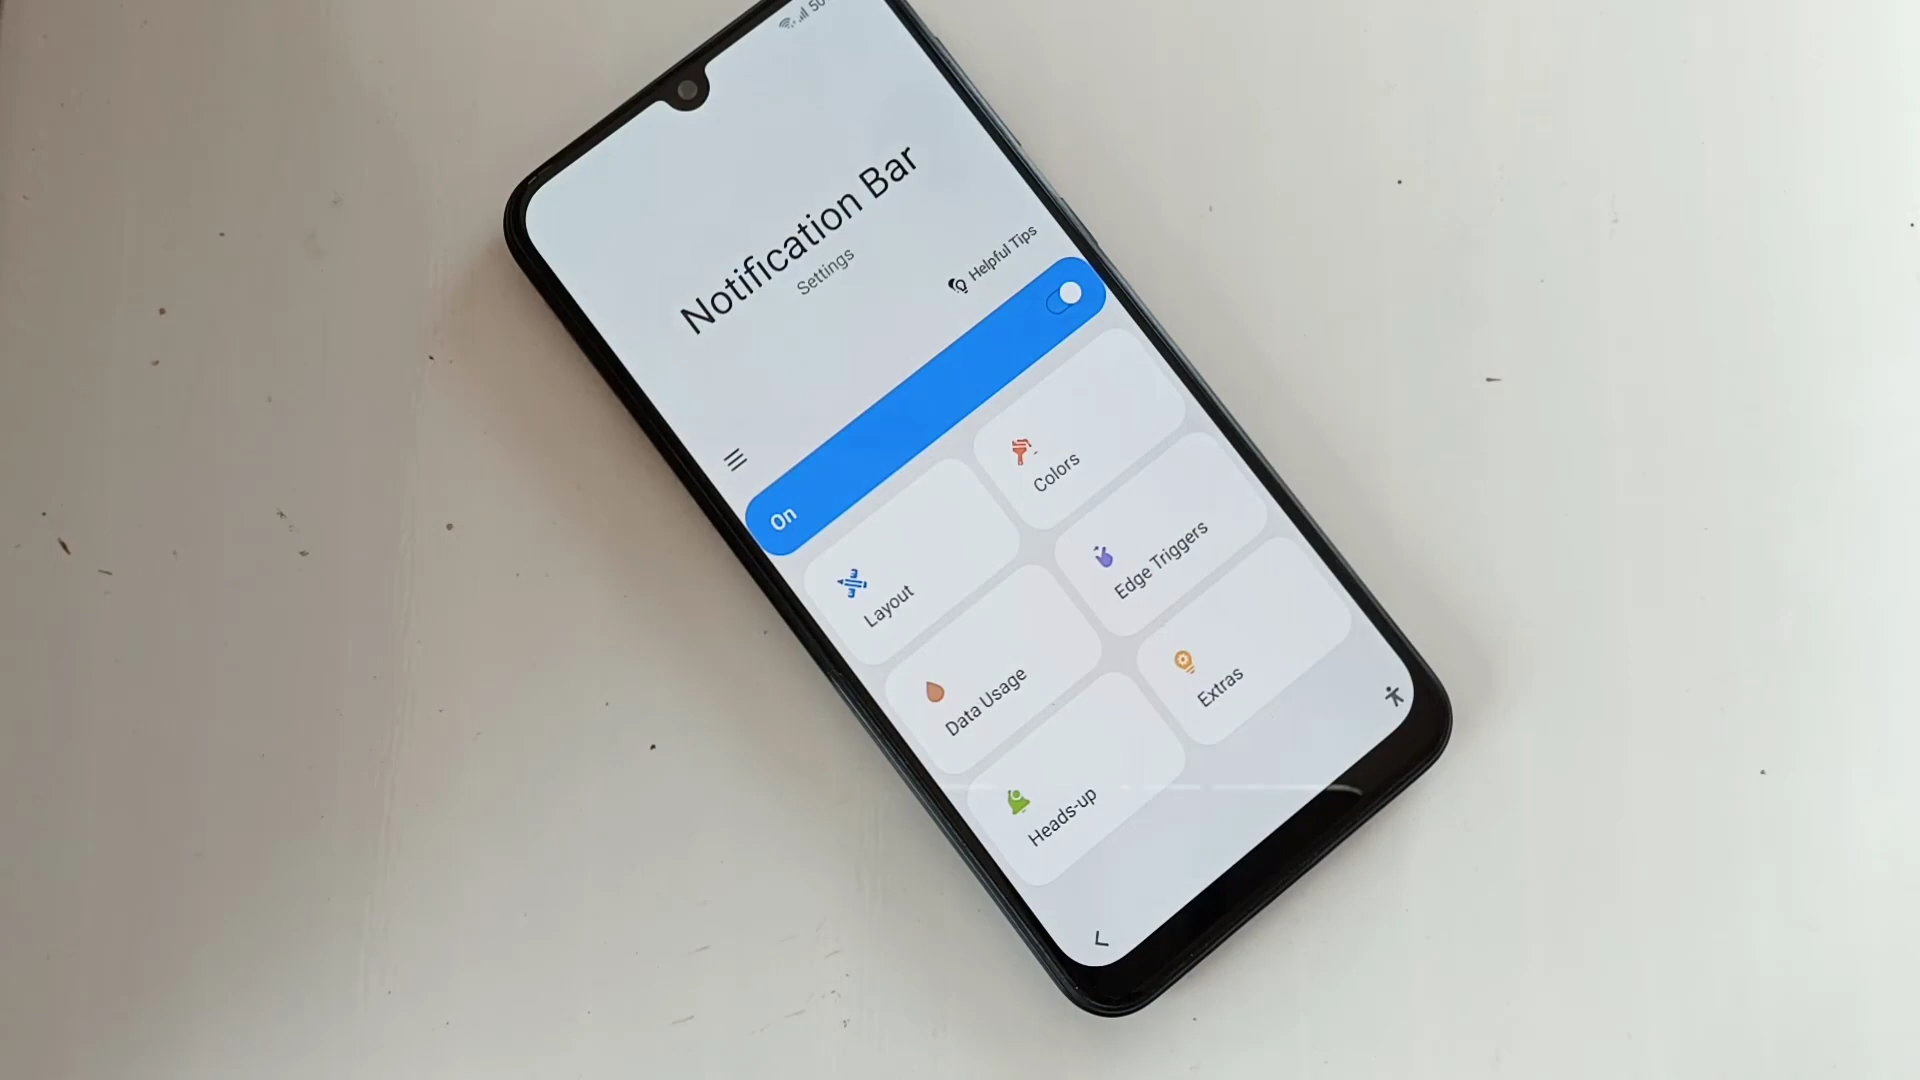 Notification Bar
Settings
Helpful Tips
On
Layout
Colors
Data Usage
Edge Triggers
Heads-up
Extras